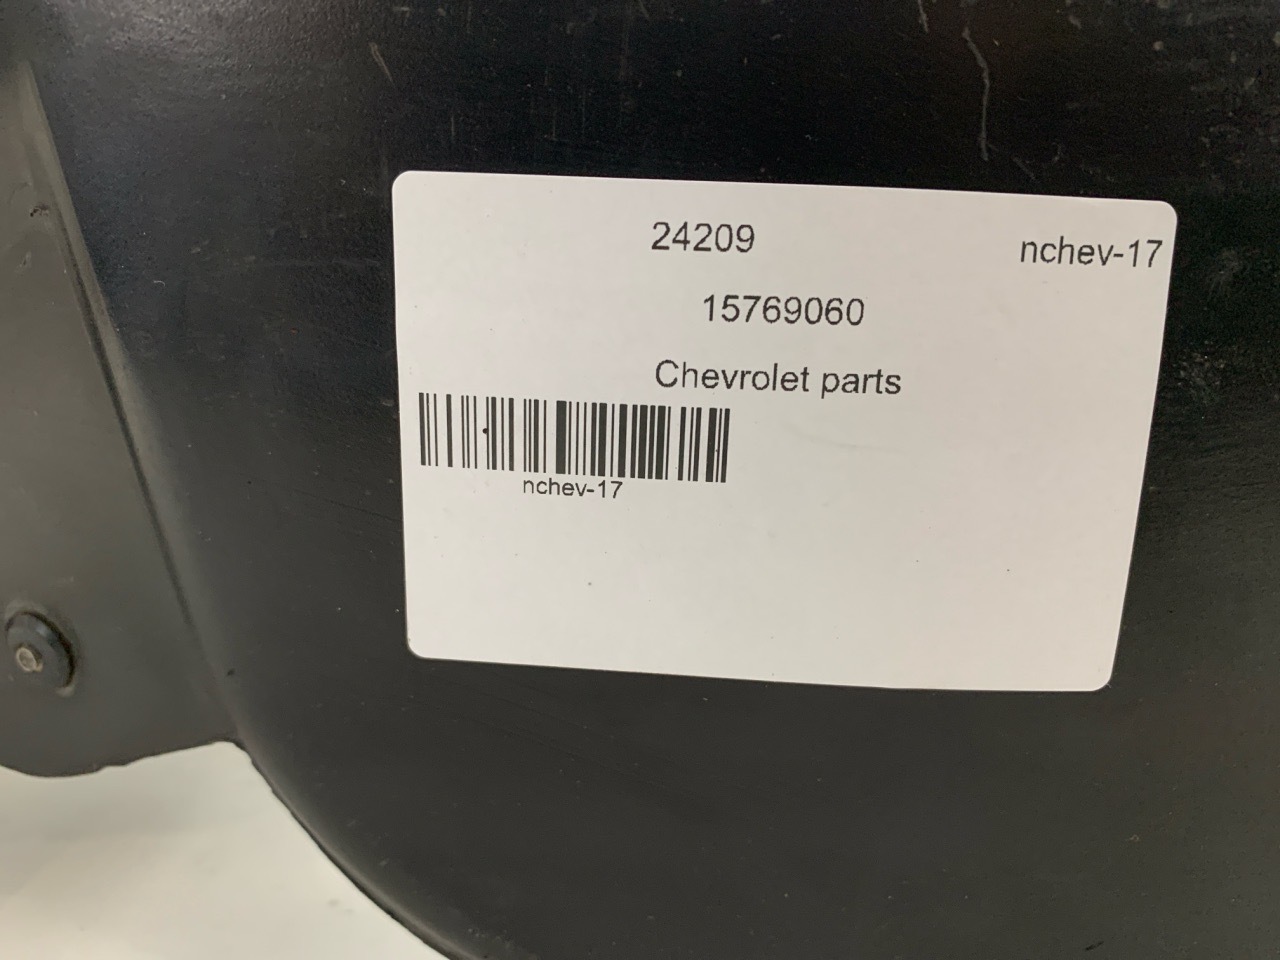 24209 nchev-17
15769060
Chevrolet parts
nchev-17